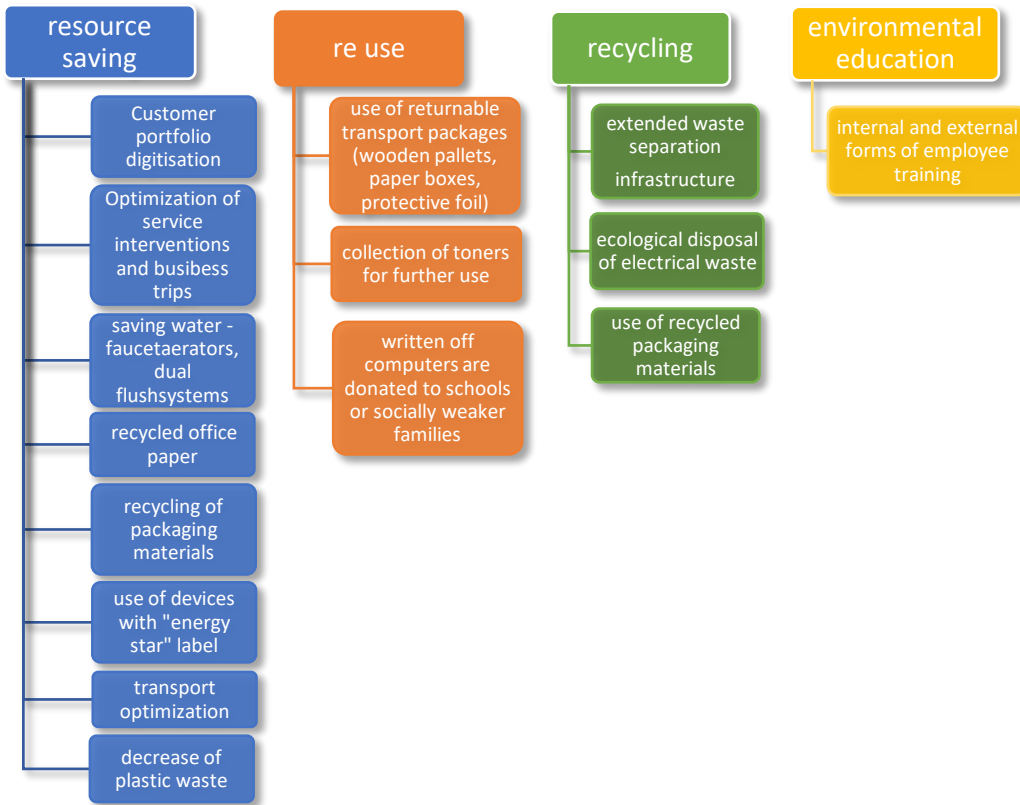 resource
saving
Customer
portfolio
digitisation
Optimization of
service
interventions
and busibess
trips
saving water -
faucetaerators,
dual
flushsystems
recycled office
paper
recycling of
packaging
materials
use of devices
with "energy
star" label
transport
optimization
decrease of
plastic waste
re use
use of returnable
transport packages
(wooden pallets,
paper boxes,
protective foil)
collection of toners
for further use
written off
computers are
donated to schools
or socially weaker
families
recycling
extended waste
separation
infrastructure
ecological disposal
of electrical waste
use of recycled
packaging
materials
environmental
education
internal and external
forms of employee
training